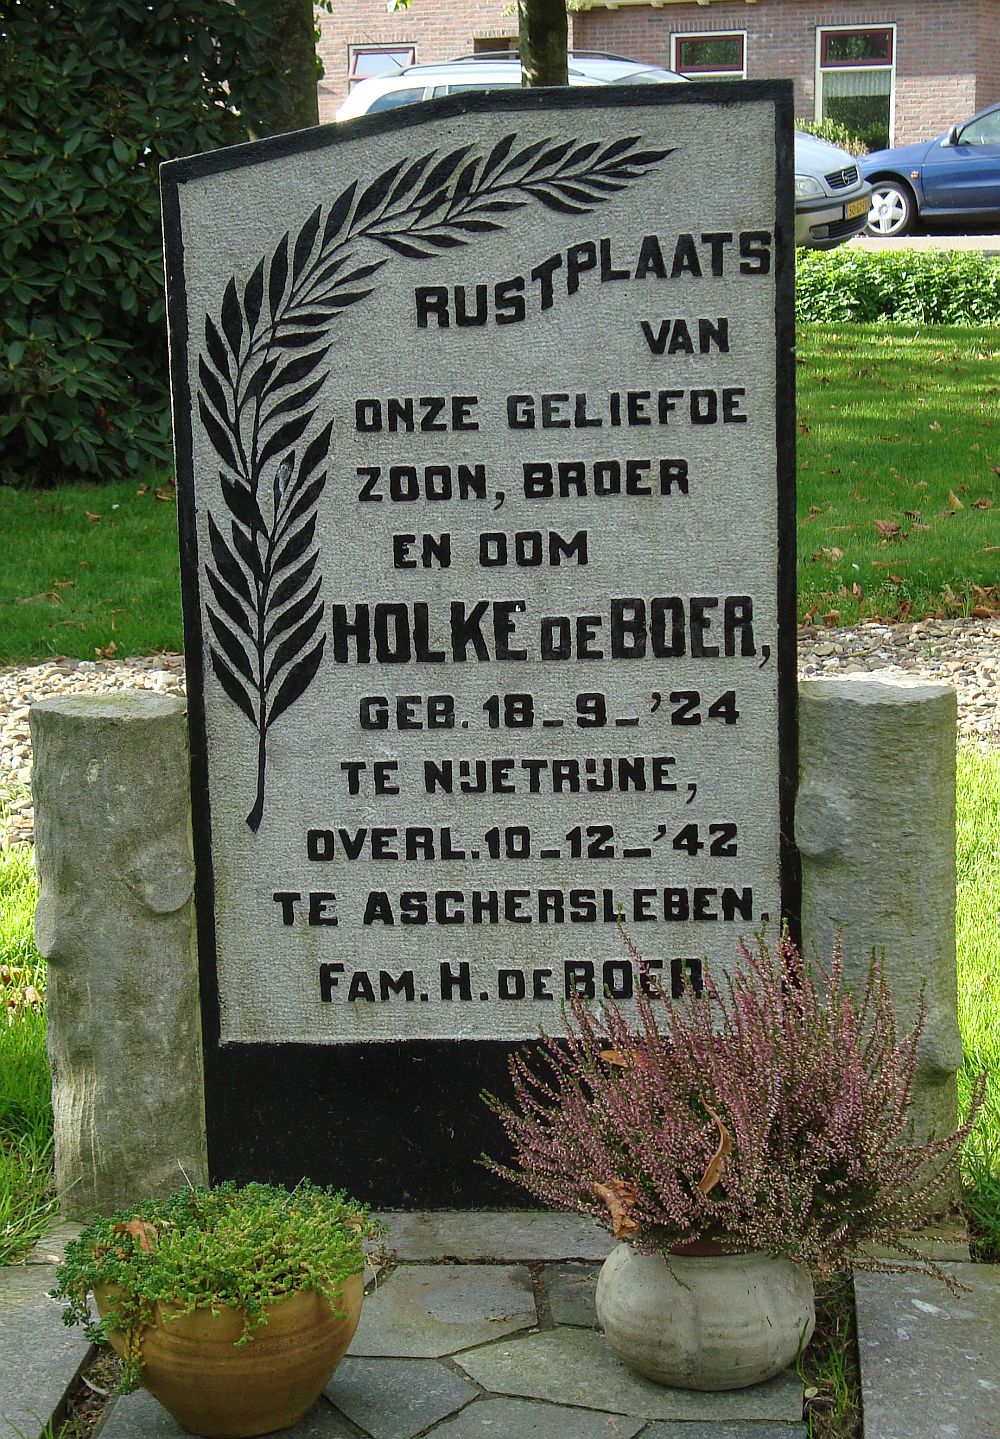 RUSTPLAATS
VAN
ONZE GELIEFDE
ZOON, BROER
EN OOM
HOLKE DE BOER,
GEB. 18_9_'24
TE NIJETRIJNE,
OVERL. 10_12_'42
TE ASCHERSLEBEN.
FAM. H. DE BOER.